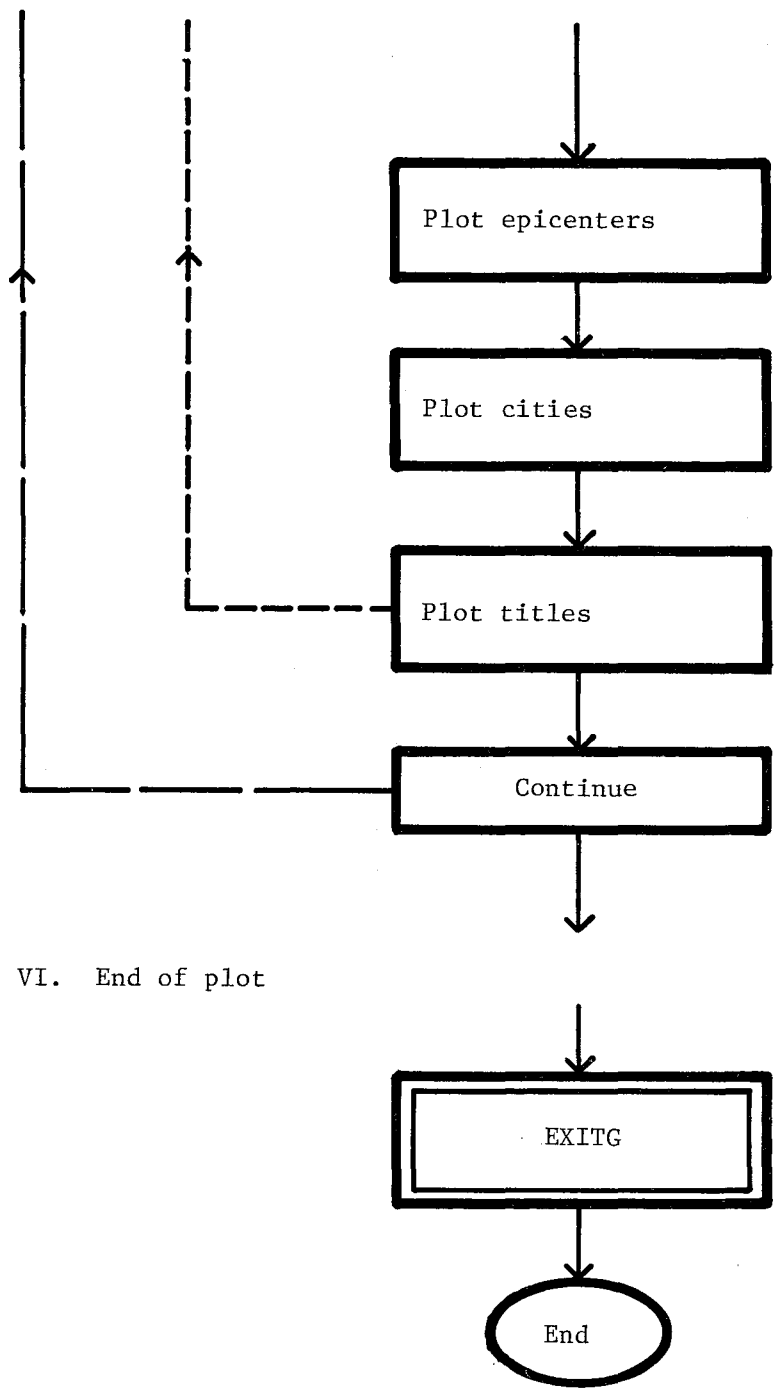 Plot epicenters
Plot cities
Plot titles
Continue
VI. End of plot
EXITG
End